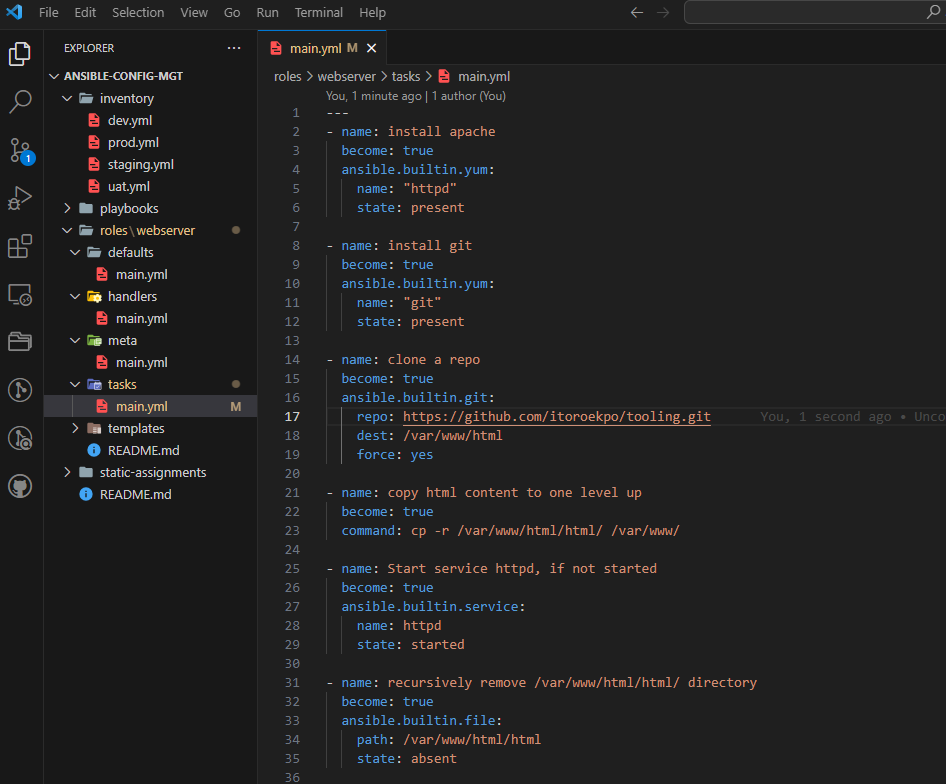 File Edit Selection View Go Run Terminal Help
EXPLORER
ANSIBLE-CONFIG-MGT
inventory
dev.yml
prod.yml
staging.yml
uat.yml
playbooks
roles\webserver
defaults
main.yml
handlers
main.yml
meta
main.yml
tasks
main.yml M
templates
README.md
static-assignments
README.md
1
main.yml M
roles > webserver > tasks > main.yml
You, 1 minute ago | 1 author (You)
1 ---
2 - name: install apache
3   become: true
4   ansible.builtin.yum:
5     name: "httpd"
6     state: present
7
8 - name: install git
9   become: true
10   ansible.builtin.yum:
11     name: "git"
12     state: present
13
14 - name: clone a repo
15   become: true
16   ansible.builtin.git:
17     repo: https://github.com/itoroekpo/tooling.git You, 1 second ago • Unco
18     dest: /var/www/html
19     force: yes
20
21 - name: copy html content to one level up
22   become: true
23   command: cp -r /var/www/html/html/ /var/www/
24
25 - name: Start service httpd, if not started
26   become: true
27   ansible.builtin.service:
28     name: httpd
29     state: started
30
31 - name: recursively remove /var/www/html/html/ directory
32   become: true
33   ansible.builtin.file:
34     path: /var/www/html/html
35     state: absent
36